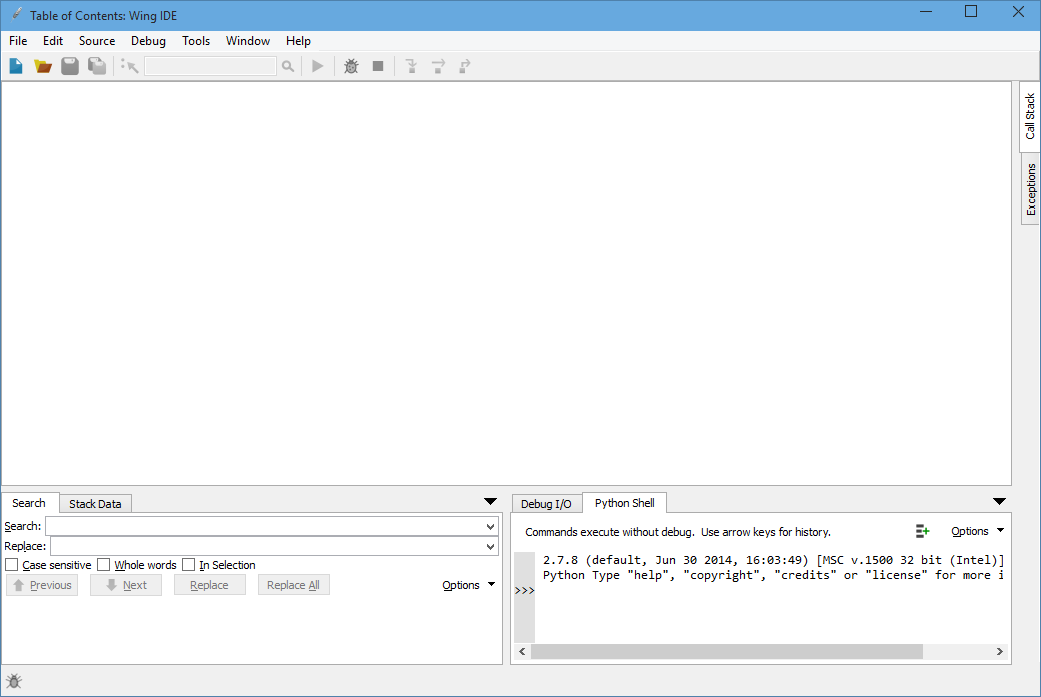 Table of Contents: Wing IDE
File Edit Source Debug Tools Window Help
Call Stack
Exceptions
Search Stack Data
Search:
Replace:
Case sensitive Whole words In Selection
Previous Next Replace Replace All Options
Debug I/O Python Shell
Commands execute without debug. Use arrow keys for history. Options
2.7.8 (default, Jun 30 2014, 16:03:49) [MSC v.1500 32 bit (Intel)]
Python Type "help", "copyright", "credits" or "license" for more i
>>>